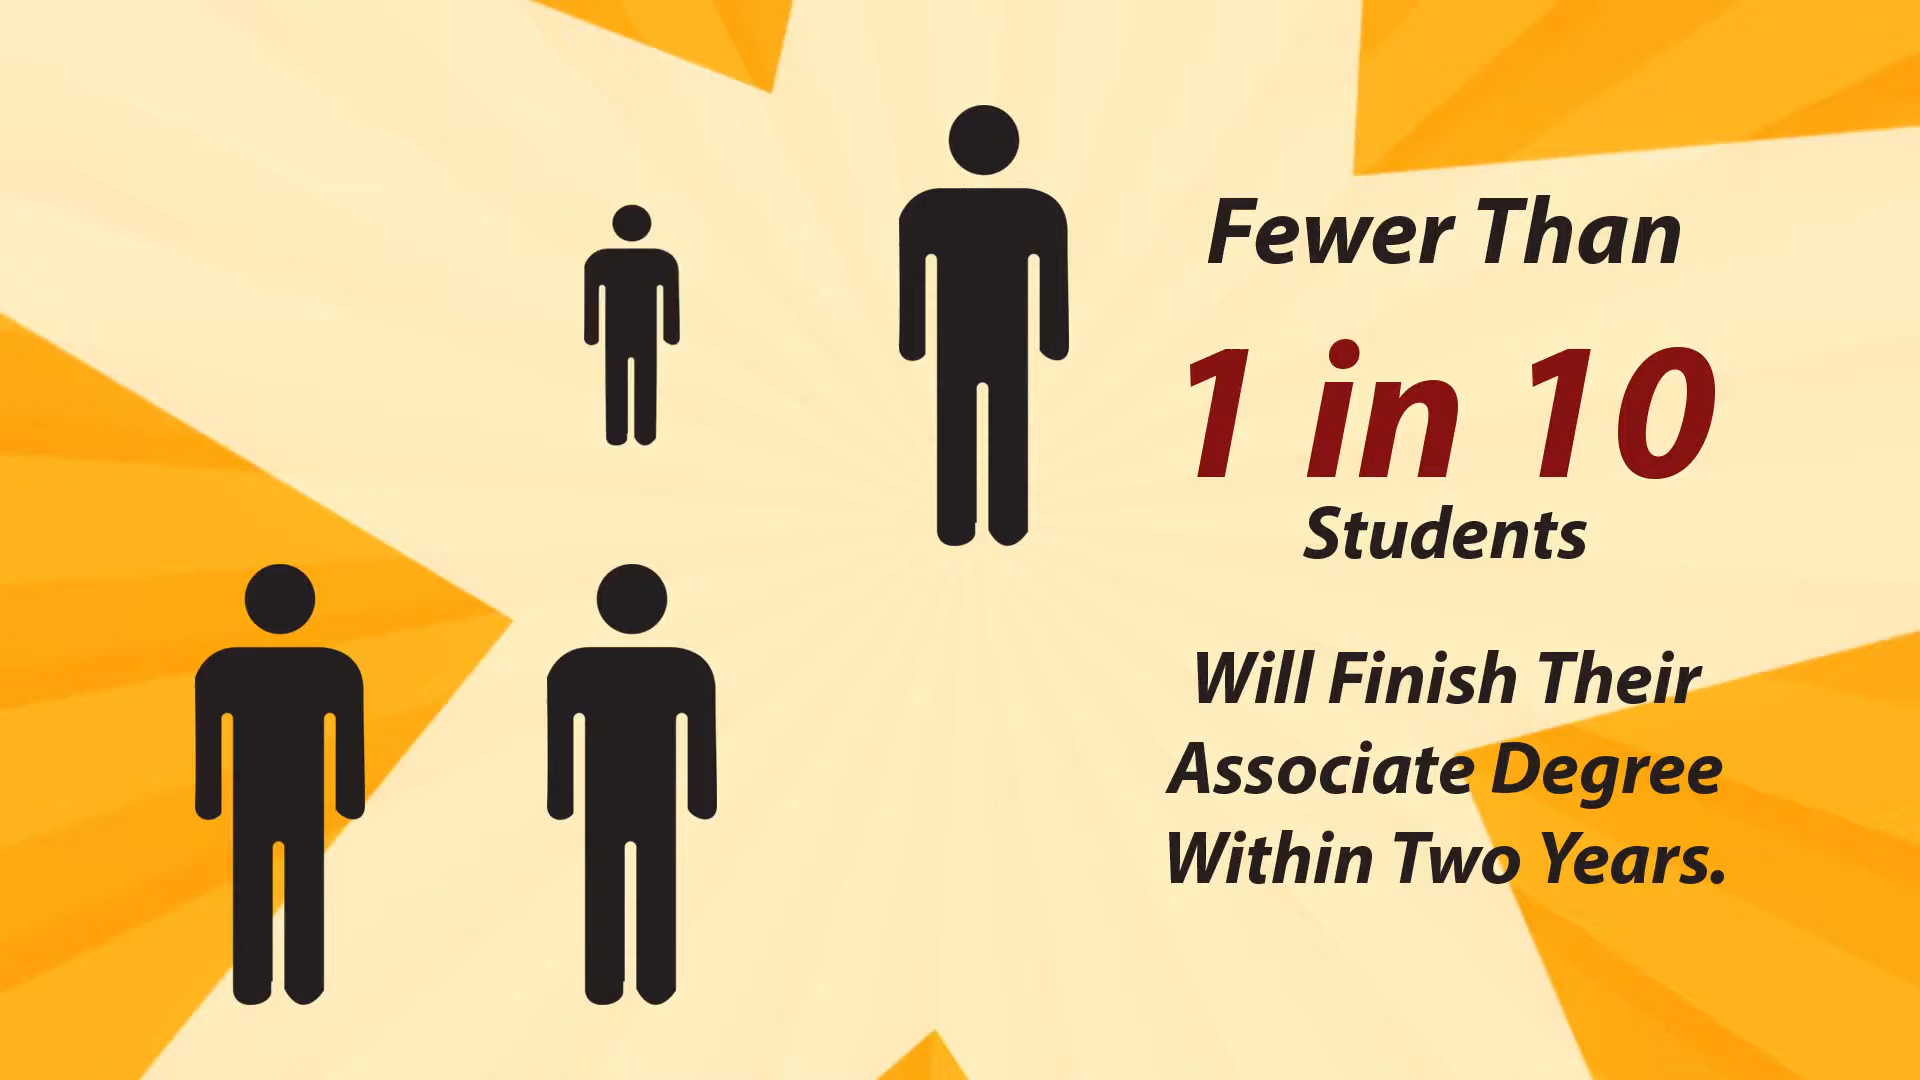 Fewer Than
1 in 10
Students
Will Finish Their
Associate Degree
Within Two Years.